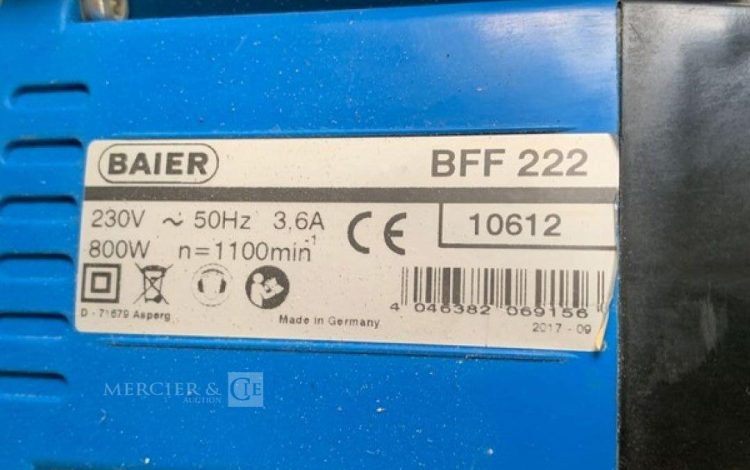 BAIER
BFF 222
230V ~ 50Hz 3,6A
800W n=1100min⁻¹
CE
10612
4 046382 069156
2017 - 09
D - 71679 Asperg
Made in Germany
MERCIER & CIE
AUCTION